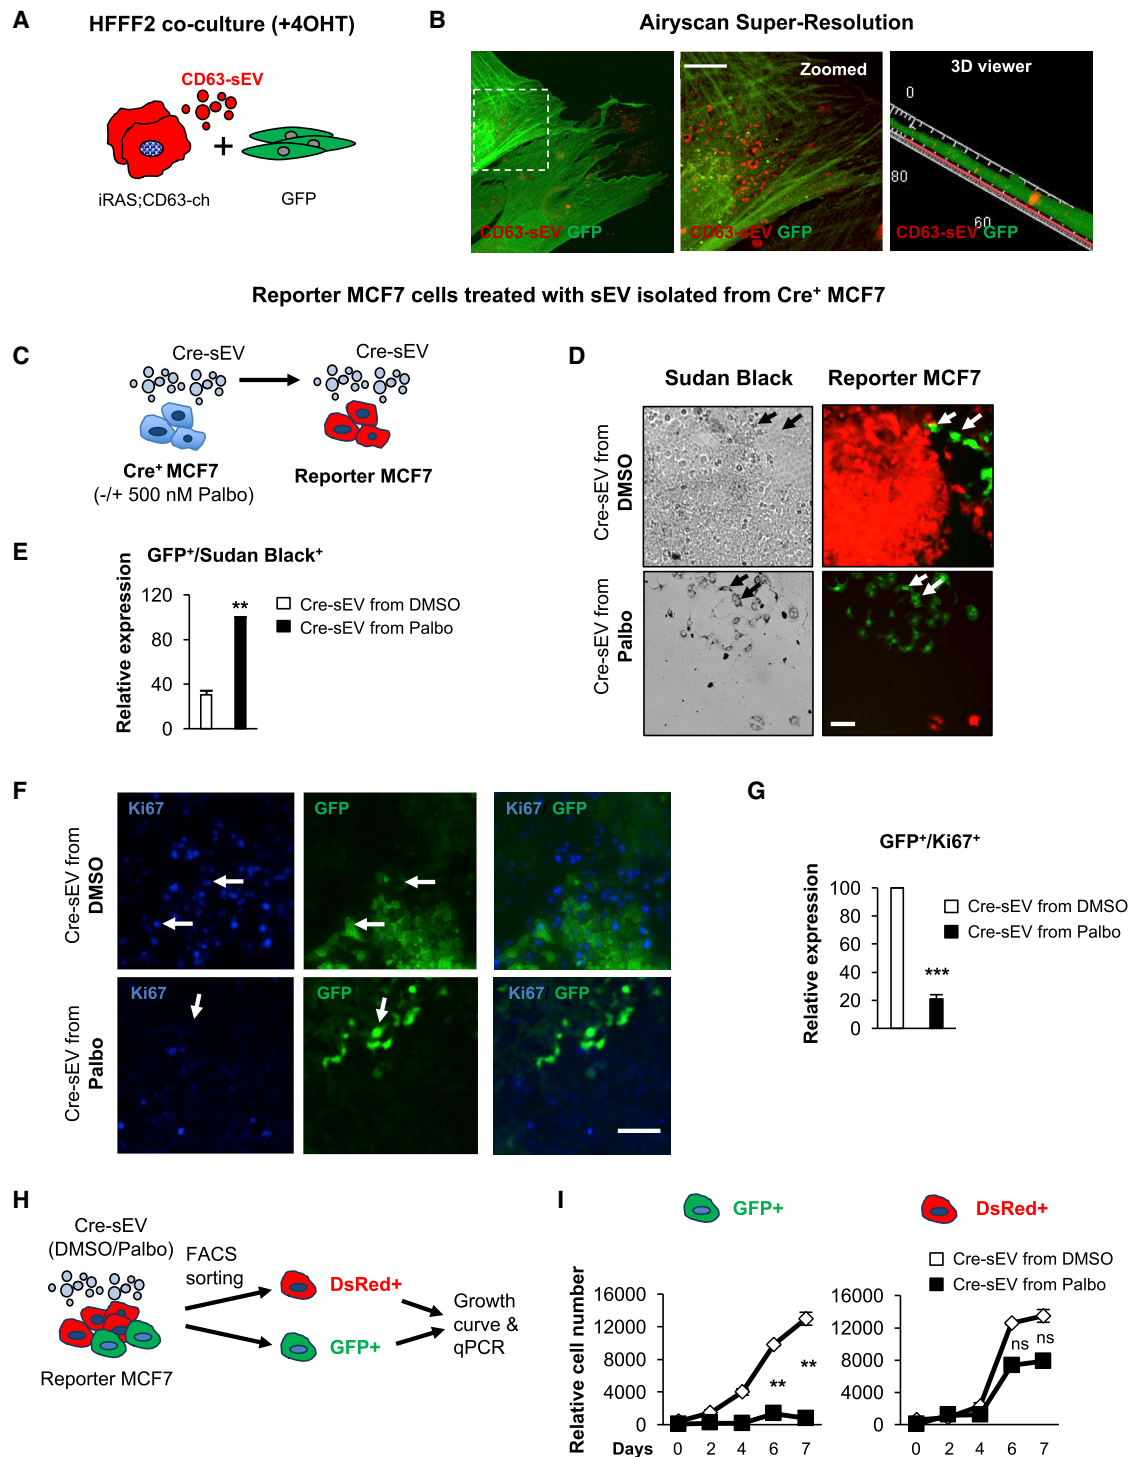 A
HFFF2 co-culture (+4OHT)
CD63-sEV
+
iRAS;CD63-ch
GFP
B
Airyscan Super-Resolution
CD63-sEV GFP
Zoomed
CD63-sEV GFP
3D viewer
0
80
60
CD63-sEV GFP
Reporter MCF7 cells treated with sEV isolated from Cre+ MCF7
C
Cre-sEV
Cre-sEV
Cre+ MCF7
(-/+ 500 nM Palbo)
Reporter MCF7
D
Sudan Black
Reporter MCF7
Cre-sEV from
DMSO
Cre-sEV from
Palbo
E
GFP+/Sudan Black+
Relative expression
120
80
40
0
**
Cre-sEV from DMSO
Cre-sEV from Palbo
F
Cre-sEV from
DMSO
Ki67
GFP
Ki67 GFP
Cre-sEV from
Palbo
Ki67
GFP
Ki67 GFP
G
GFP+/Ki67+
Relative expression
100
80
60
40
20
0
***
Cre-sEV from DMSO
Cre-sEV from Palbo
H
Cre-sEV
(DMSO/Palbo)
Reporter MCF7
FACS
sorting
DsRed+
GFP+
Growth
curve &
qPCR
I
GFP+
DsRed+
Cre-sEV from DMSO
Cre-sEV from Palbo
Relative cell number
16000
12000
8000
4000
0
**
**
Days
0 2 4 6 7
16000
12000
8000
4000
0
ns
ns
0 2 4 6 7